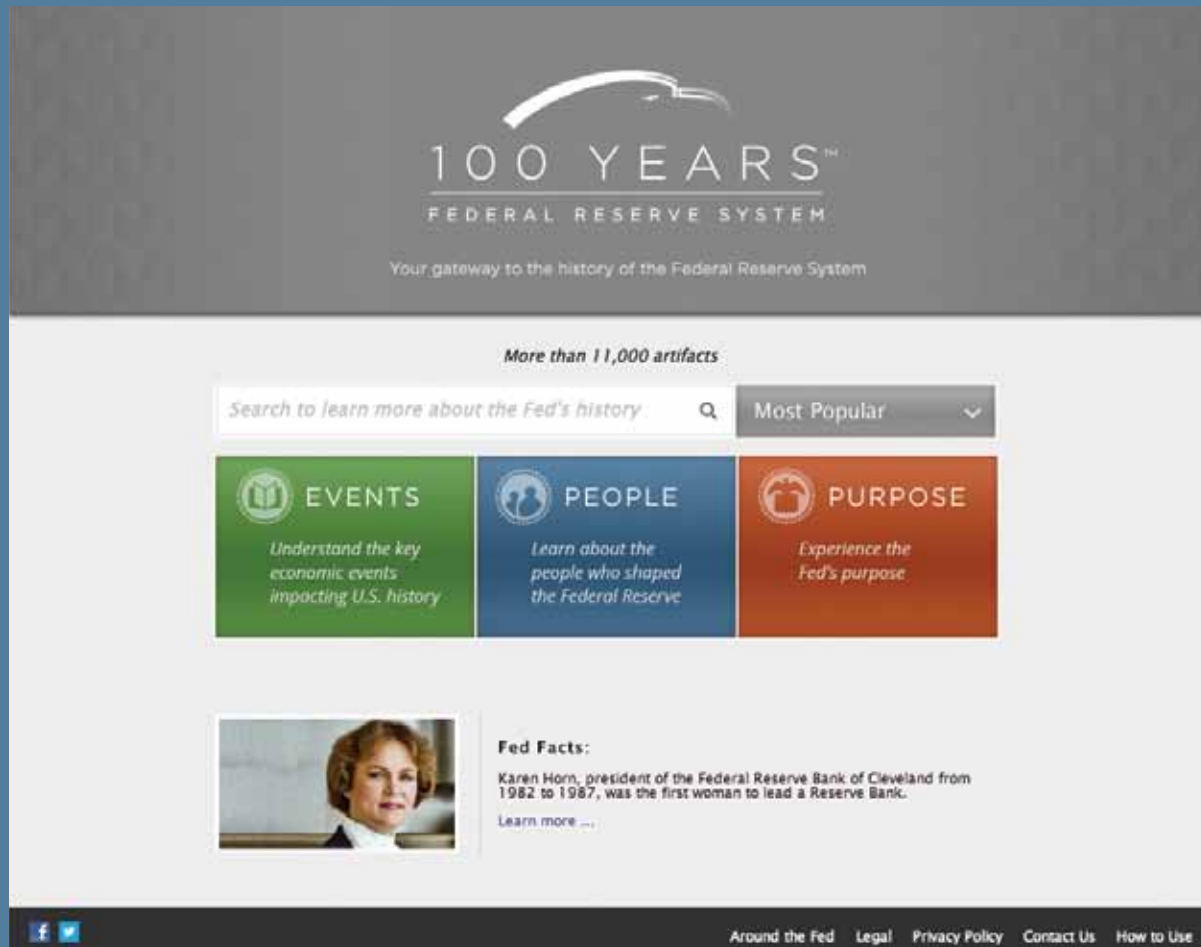 100 YEARS™
FEDERAL RESERVE SYSTEM
Your gateway to the history of the Federal Reserve System
More than 11,000 artifacts
Search to learn more about the Fed's history
Most Popular
EVENTS
Understand the key
economic events
impacting U.S. history
PEOPLE
Learn about the
people who shaped
the Federal Reserve
PURPOSE
Experience the
Fed's purpose
Fed Facts:
Karen Horn, president of the Federal Reserve Bank of Cleveland from
1982 to 1987, was the first woman to lead a Reserve Bank.
Learn more ...
Around the Fed Legal Privacy Policy Contact Us How to Use